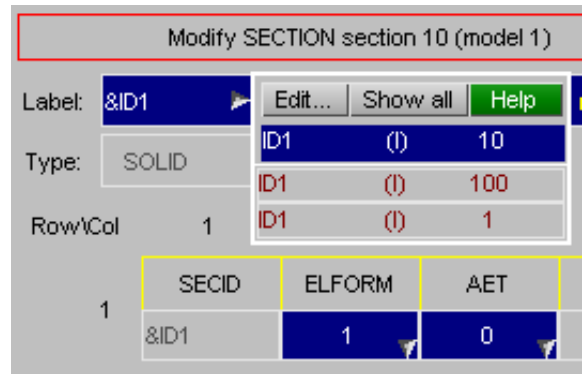 Modify SECTION section 10 (model 1)
Label: &ID1 Edit... Show all Help
ID1 (I) 10
Type: SOLID
ID1 (I) 100
Row\Col 1 ID1 (I) 1
SECID ELFORM AET
1
&ID1 1 0